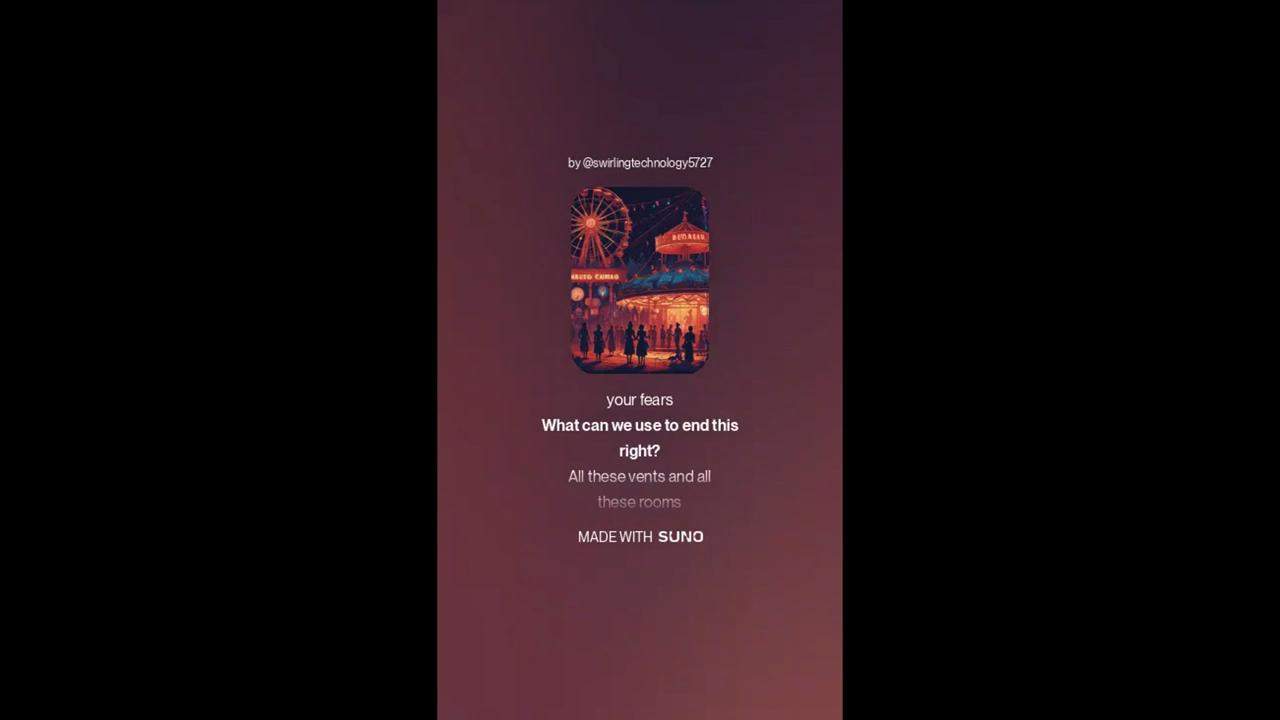 by @swirlingtechnology5727
your fears
What can we use to end this
right?
All these vents and all
these rooms
MADE WITH SUNO